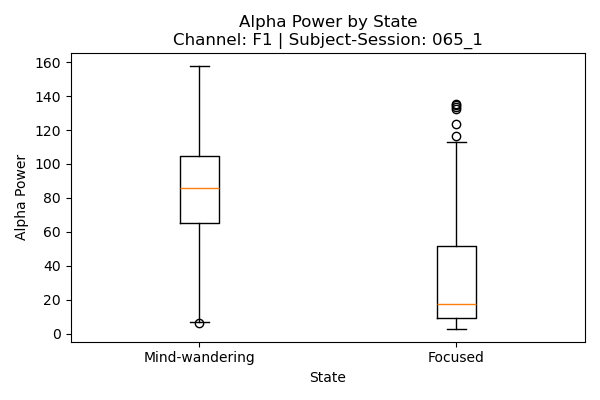 Alpha Power by State
Channel: F1 | Subject-Session: 065_1
Alpha Power
160
140
120
100
80
60
40
20
0
Mind-wandering
Focused
State